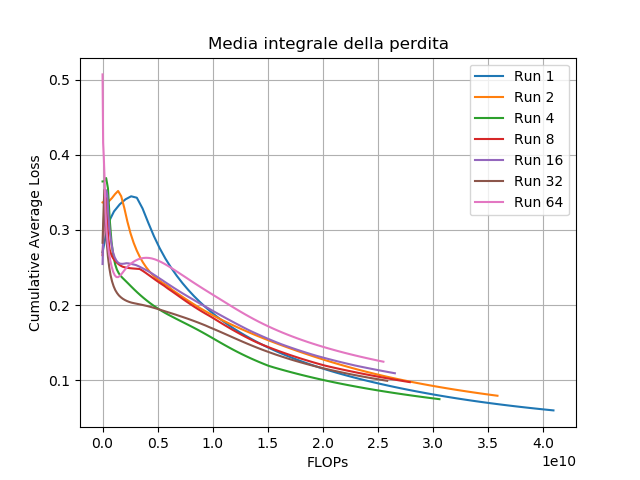 Media integrale della perdita
Cumulative Average Loss
0.5
0.4
0.3
0.2
0.1
Run 1
Run 2
Run 4
Run 8
Run 16
Run 32
Run 64
0.0 0.5 1.0 1.5 2.0 2.5 3.0 3.5 4.0
1e10
FLOPs